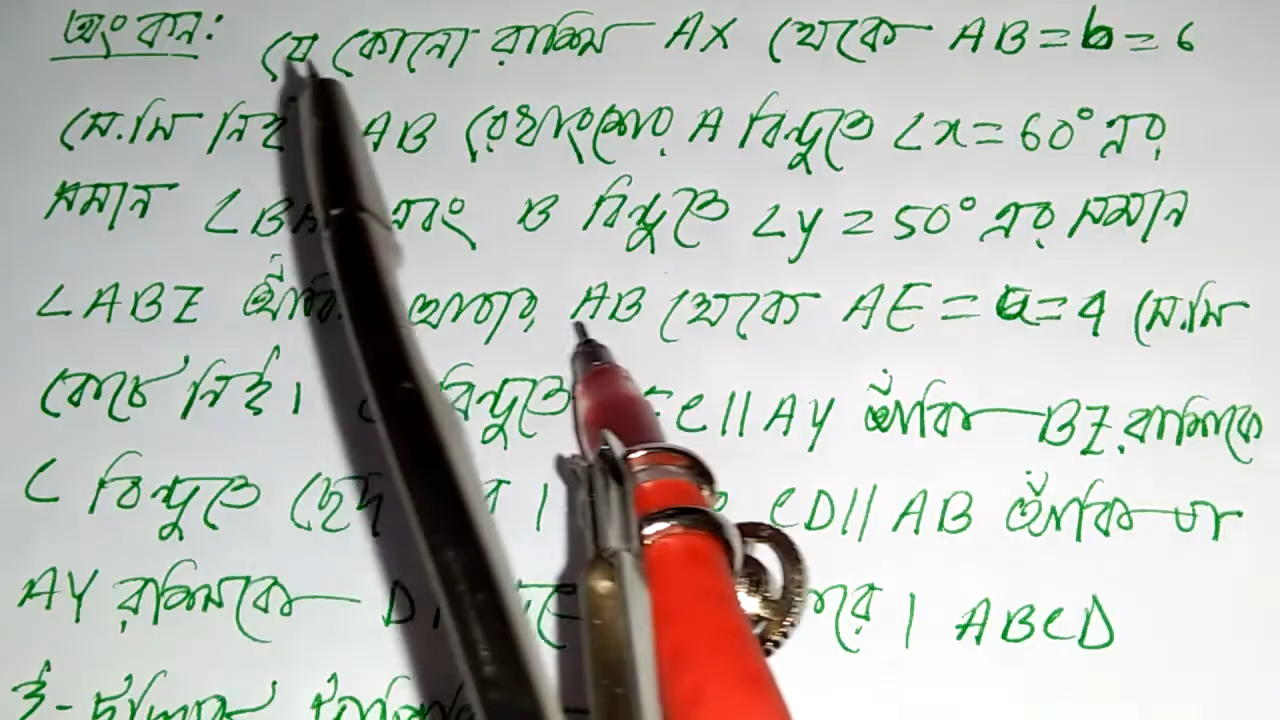 অংকন: যে কোনো রশ্মি AX থেকে AB = b = 6
সে.মি নিই AB রেখাংশের A বিন্দুতে ∠x = 60° এর
সমান ∠BA এবং B বিন্দুতে ∠y = 50° এর সমান
∠ABZ আঁকি আবার AB থেকে AE = a = 4 সে.মি
কেটে নিই। বিন্দুতে EC || AY আঁকি BZ রশ্মিকে
C বিন্দুতে ছেদ । CD || AB আঁকি তা
AY রশ্মিকে D রে । ABCD
ই-